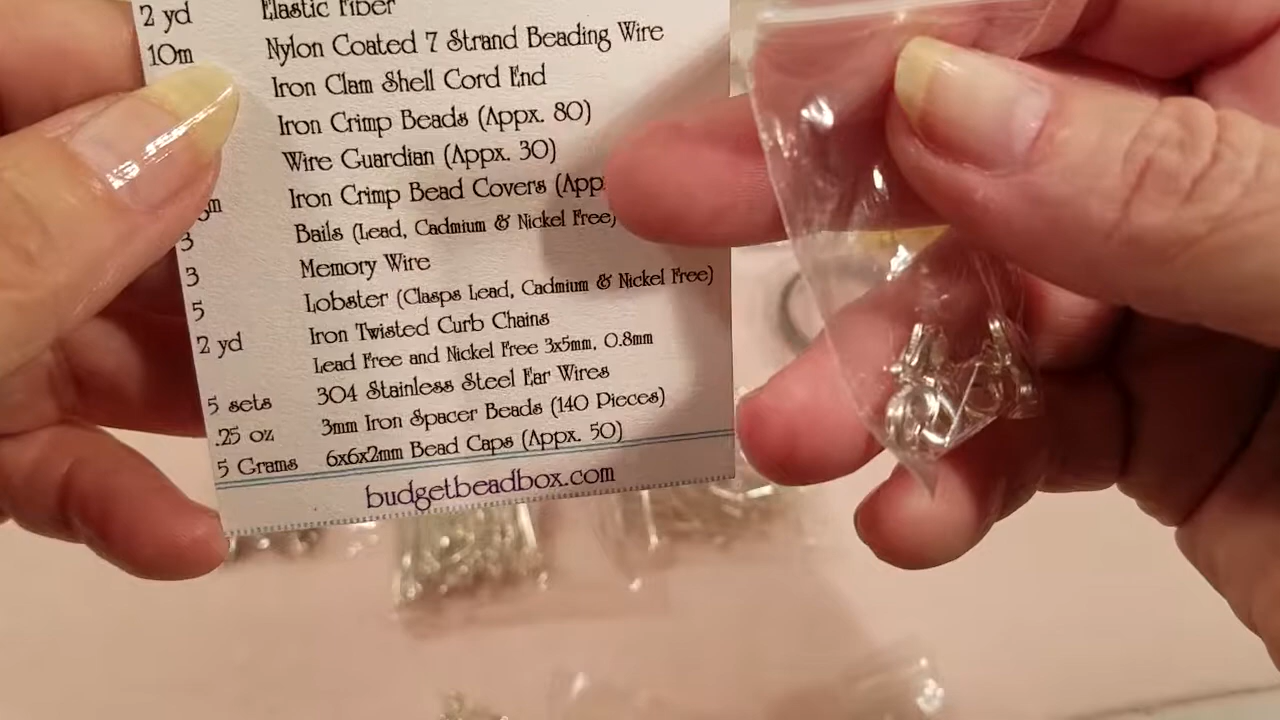 2 yd Elastic Fiber
10m Nylon Coated 7 Strand Beading Wire
Iron Clam Shell Cord End
Iron Crimp Beads (Appx. 80)
Wire Guardian (Appx. 30)
Iron Crimp Bead Covers (App
3 Bails (Lead, Cadmium & Nickel Free)
3 Memory Wire
5 Lobster (Clasps Lead, Cadmium & Nickel Free)
2 yd Iron Twisted Curb Chains
Lead Free and Nickel Free 3x5mm, 0.8mm
5 sets 304 Stainless Steel Ear Wires
.25 oz 3mm Iron Spacer Beads (140 Pieces)
5 Grams 6x6x2mm Bead Caps (Appx. 50)
budgetbeadbox.com